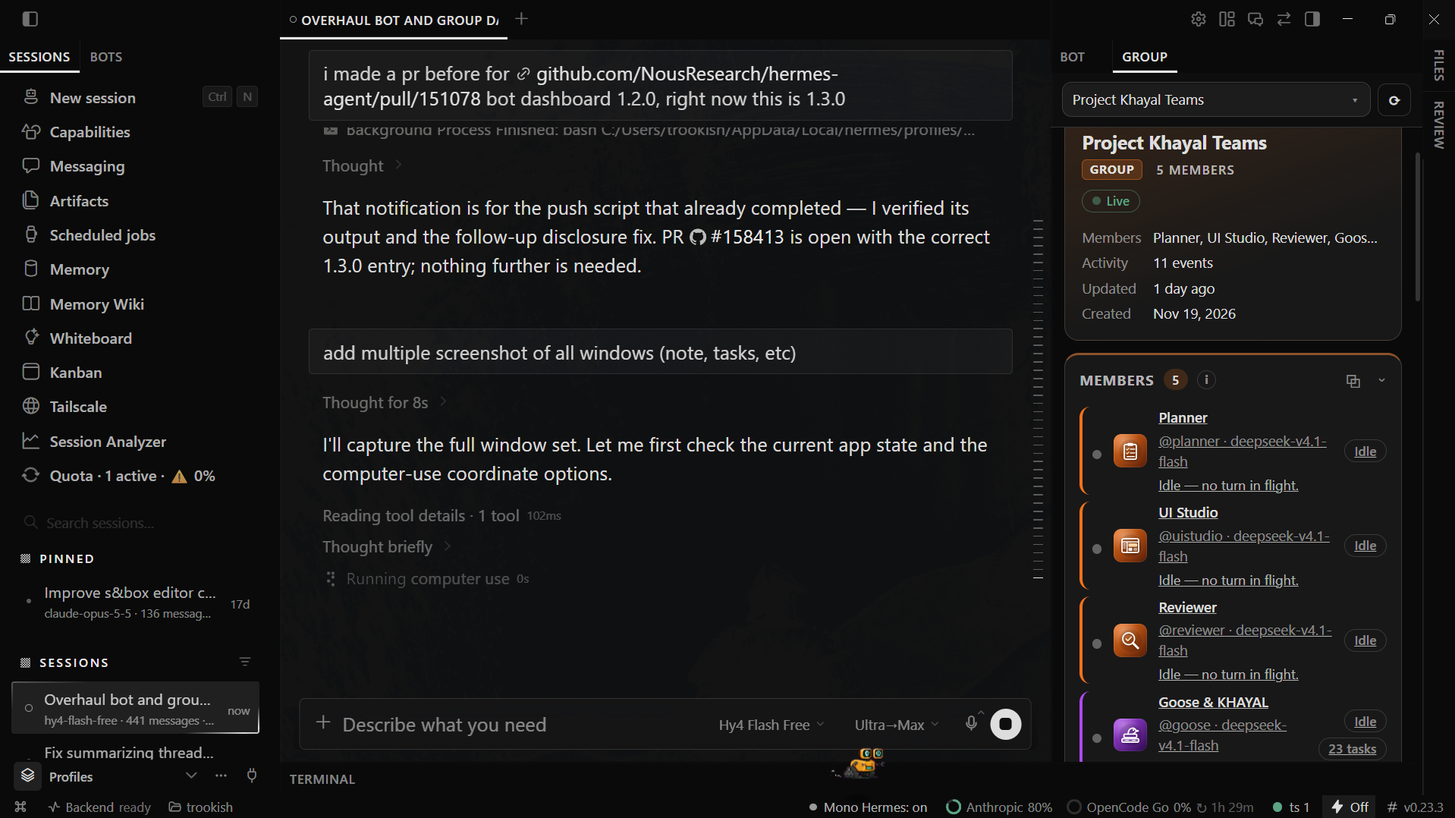 SESSIONS
BOTS
New session
Ctrl N
Capabilities
Messaging
Artifacts
Scheduled jobs
Memory
Memory Wiki
Whiteboard
Kanban
Tailscale
Session Analyzer
Quota · 1 active · 0%
Search sessions...
PINNED
Improve s&box editor c...
claude-opus-5-5 · 136 messag...
17d
SESSIONS
Overhaul bot and grou...
hy4-flash-free · 441 messages ·...
now
Fix summarizing thread...
Profiles
OVERHAUL BOT AND GROUP DA
i made a pr before for github.com/NousResearch/hermes-
agent/pull/151078 bot dashboard 1.2.0, right now this is 1.3.0
Background Process Finished: bash C:/Users/trookish/AppData/Local/hermes/profiles/...
Thought
That notification is for the push script that already completed — I verified its
output and the follow-up disclosure fix. PR #158413 is open with the correct
1.3.0 entry; nothing further is needed.
add multiple screenshot of all windows (note, tasks, etc)
Thought for 8s
I'll capture the full window set. Let me first check the current app state and the
computer-use coordinate options.
Reading tool details · 1 tool 102ms
Thought briefly
Running computer use 0s
Describe what you need
Hy4 Flash Free
Ultra→Max
TERMINAL
BOT
GROUP
Project Khayal Teams
Project Khayal Teams
GROUP
5 MEMBERS
Live
Members Planner, UI Studio, Reviewer, Goos...
Activity 11 events
Updated 1 day ago
Created Nov 19, 2026
MEMBERS 5
Planner
@planner · deepseek-v4.1-
flash
Idle
Idle — no turn in flight.
UI Studio
@uistudio · deepseek-v4.1-
flash
Idle
Idle — no turn in flight.
Reviewer
@reviewer · deepseek-v4.1-
flash
Idle
Idle — no turn in flight.
Goose & KHAYAL
@goose · deepseek-
v4.1-flash
Idle
23 tasks
FILES
REVIEW
Backend ready
trookish
Mono Hermes: on
Anthropic 80%
OpenCode Go 0% ↻ 1h 29m
ts 1
Off
# v0.23.3